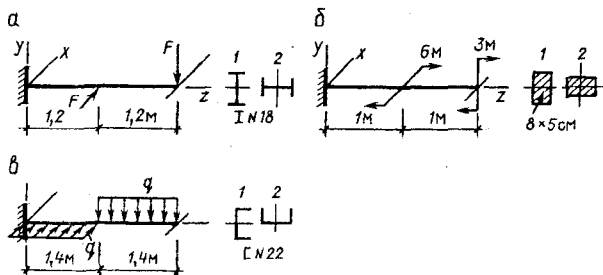 а
y x F 1 2
F z I N18
1,2 1,2м
б
y x 6м 3м 1 2
z
1м 1м 8×5см
в
q 1 2
q
1,4м 1,4м [ N22